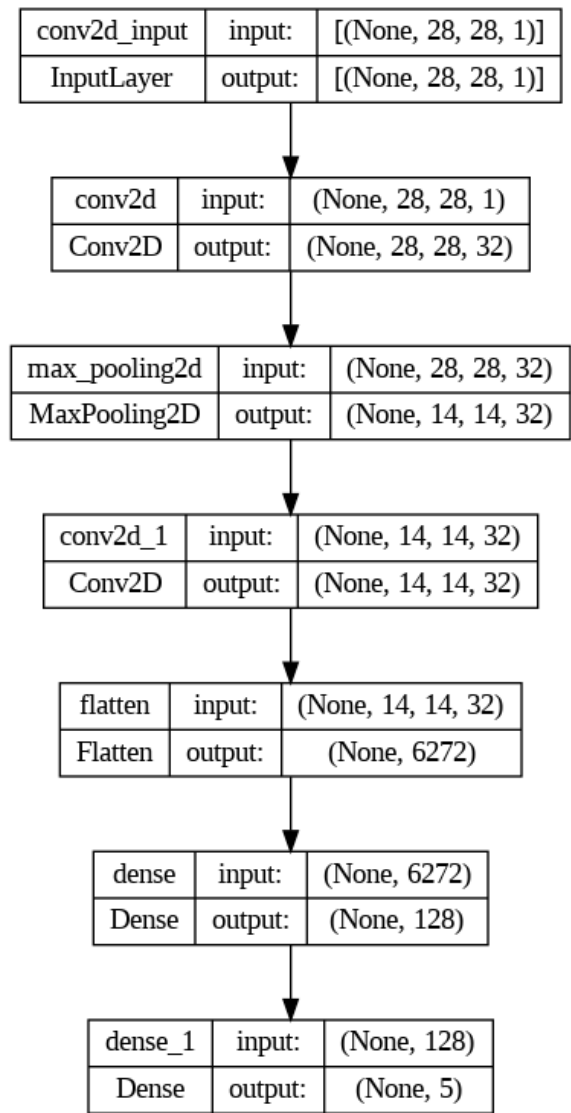 conv2d_input input: [(None, 28, 28, 1)]
InputLayer output: [(None, 28, 28, 1)]
conv2d input: (None, 28, 28, 1)
Conv2D output: (None, 28, 28, 32)
max_pooling2d input: (None, 28, 28, 32)
MaxPooling2D output: (None, 14, 14, 32)
conv2d_1 input: (None, 14, 14, 32)
Conv2D output: (None, 14, 14, 32)
flatten input: (None, 14, 14, 32)
Flatten output: (None, 6272)
dense input: (None, 6272)
Dense output: (None, 128)
dense_1 input: (None, 128)
Dense output: (None, 5)